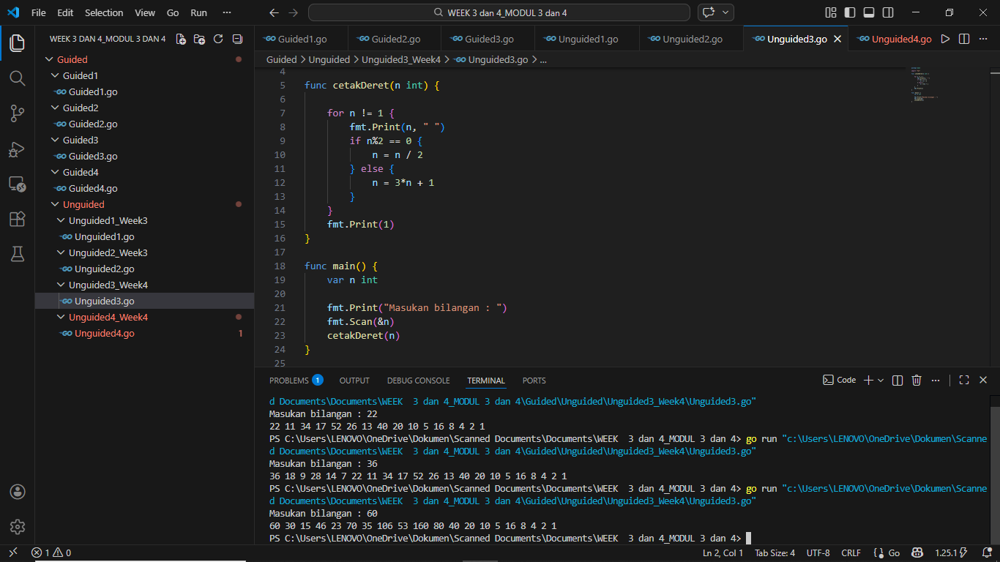 File Edit Selection View Go Run ··· WEEK 3 dan 4_MODUL 3 dan 4
WEEK 3 DAN 4_MODUL 3 DAN 4
Guided
Guided1
Guided1.go
Guided2
Guided2.go
Guided3
Guided3.go
Guided4
Guided4.go
Unguided
Unguided1_Week3
Unguided1.go
Unguided2_Week3
Unguided2.go
Unguided3_Week4
Unguided3.go
Unguided4_Week4
Unguided4.go 1
Guided1.go Guided2.go Guided3.go Unguided1.go Unguided2.go Unguided3.go Unguided4.go ···
Guided > Unguided > Unguided3_Week4 > Unguided3.go > ...
4
5 func cetakDeret(n int) {
6
7 for n != 1 {
8 fmt.Print(n, " ")
9 if n%2 == 0 {
10 n = n / 2
11 } else {
12 n = 3*n + 1
13 }
14 }
15 fmt.Print(1)
16 }
17
18 func main() {
19 var n int
20
21 fmt.Print("Masukan bilangan : ")
22 fmt.Scan(&n)
23 cetakDeret(n)
24 }
25
PROBLEMS 1 OUTPUT DEBUG CONSOLE TERMINAL PORTS Code ···
d Documents\Documents\WEEK  3 dan 4_MODUL 3 dan 4\Guided\Unguided\Unguided3_Week4\Unguided3.go"
Masukan bilangan : 22
22 11 34 17 52 26 13 40 20 10 5 16 8 4 2 1
PS C:\Users\LENOVO\OneDrive\Dokumen\Scanned Documents\Documents\WEEK  3 dan 4_MODUL 3 dan 4> go run "c:\Users\LENOVO\OneDrive\Dokumen\Scanne
d Documents\Documents\WEEK  3 dan 4_MODUL 3 dan 4\Guided\Unguided\Unguided3_Week4\Unguided3.go"
Masukan bilangan : 36
36 18 9 28 14 7 22 11 34 17 52 26 13 40 20 10 5 16 8 4 2 1
PS C:\Users\LENOVO\OneDrive\Dokumen\Scanned Documents\Documents\WEEK  3 dan 4_MODUL 3 dan 4> go run "c:\Users\LENOVO\OneDrive\Dokumen\Scanne
d Documents\Documents\WEEK  3 dan 4_MODUL 3 dan 4\Guided\Unguided\Unguided3_Week4\Unguided3.go"
Masukan bilangan : 60
60 30 15 46 23 70 35 106 53 160 80 40 20 10 5 16 8 4 2 1
PS C:\Users\LENOVO\OneDrive\Dokumen\Scanned Documents\Documents\WEEK  3 dan 4_MODUL 3 dan 4>
1 0 Ln 2, Col 1 Tab Size: 4 UTF-8 CRLF {} Go 1.25.1